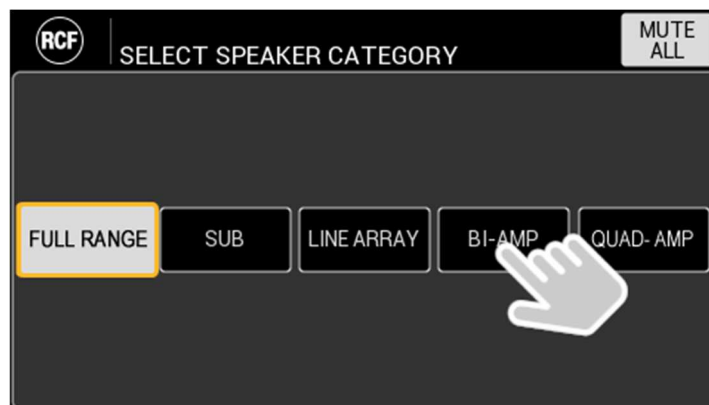 RCF
SELECT SPEAKER CATEGORY
MUTE
ALL
FULL RANGE
SUB
LINE ARRAY
BI-AMP
QUAD- AMP